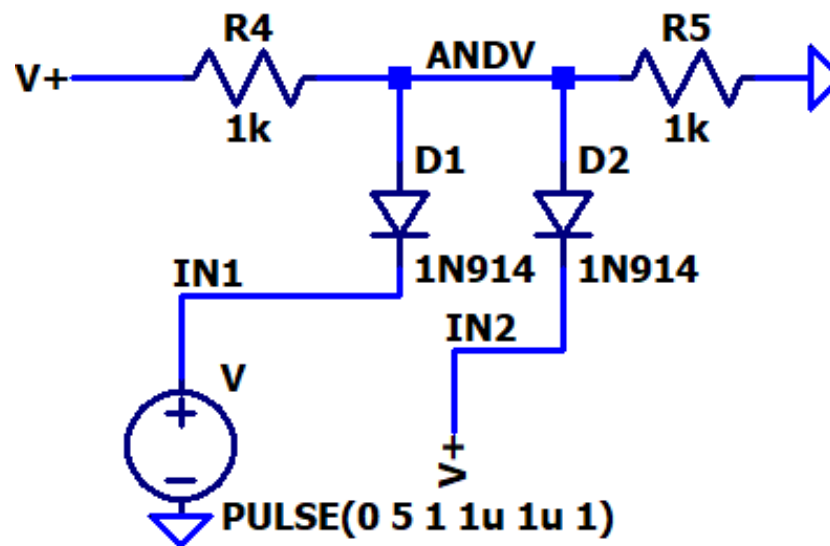 R4
ANDV
R5
V+
1k
1k
D1
D2
IN1
1N914
1N914
IN2
V
V+
PULSE(0 5 1 1u 1u 1)